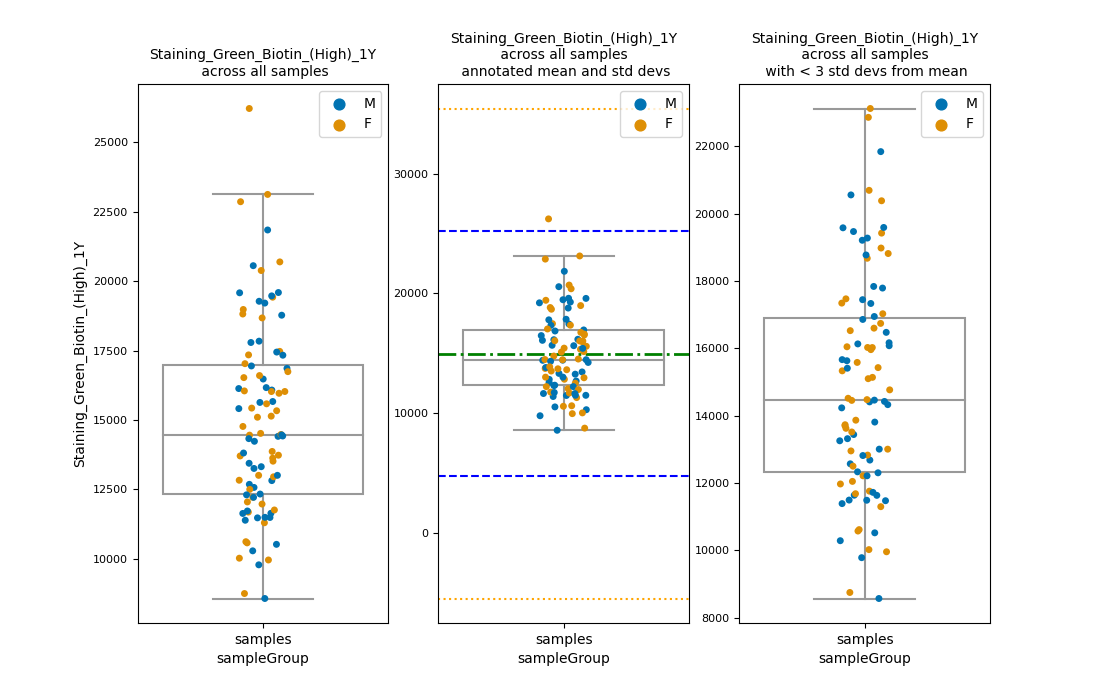 Staining_Green_Biotin_(High)_1Y
across all samples
M
F
25000
22500
20000
17500
15000
12500
10000
Staining_Green_Biotin_(High)_1Y
samples
sampleGroup
Staining_Green_Biotin_(High)_1Y
across all samples
annotated mean and std devs
M
F
30000
20000
10000
0
samples
sampleGroup
Staining_Green_Biotin_(High)_1Y
across all samples
with < 3 std devs from mean
M
F
22000
20000
18000
16000
14000
12000
10000
8000
samples
sampleGroup